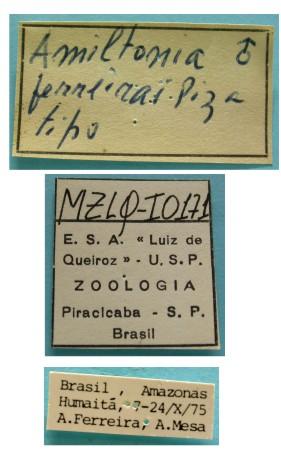 Amiltonia ♂
ferreirai Piza
tipo
MZLQ-I0171
E. S. A. « Luiz de
Queiroz » - U. S. P.
ZOOLOGIA
Piracicaba - S. P.
Brasil
Brasil, Amazonas
Humaitá, 7-24/X/75
A.Ferreira, A.Mesa